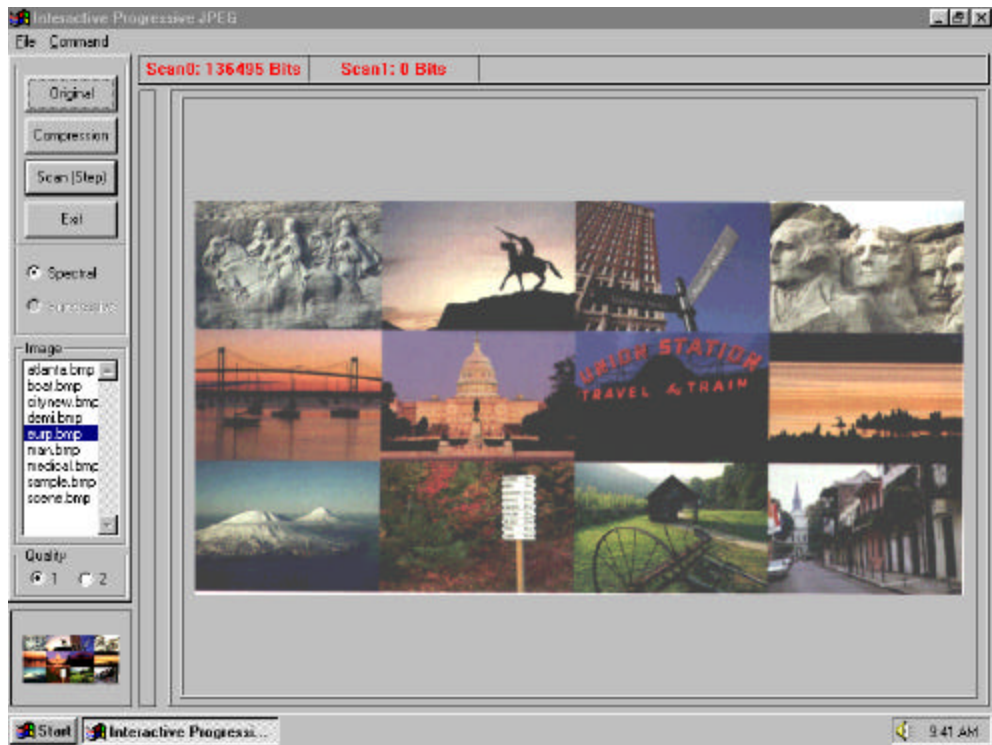 Interactive Progressive JPEG
File Command
Scan0: 136495 Bits Scan1: 0 Bits
Original
Compression
Scan (Step)
Exit
Spectral
Successive
Image
atlanta.bmp
boat.bmp
citynew.bmp
demi.bmp
eurp.bmp
man.bmp
medical.bmp
sample.bmp
scene.bmp
Quality
1 2
UNION STATION
TRAVEL by TRAIN
Start Interactive Progressi...
9:41 AM